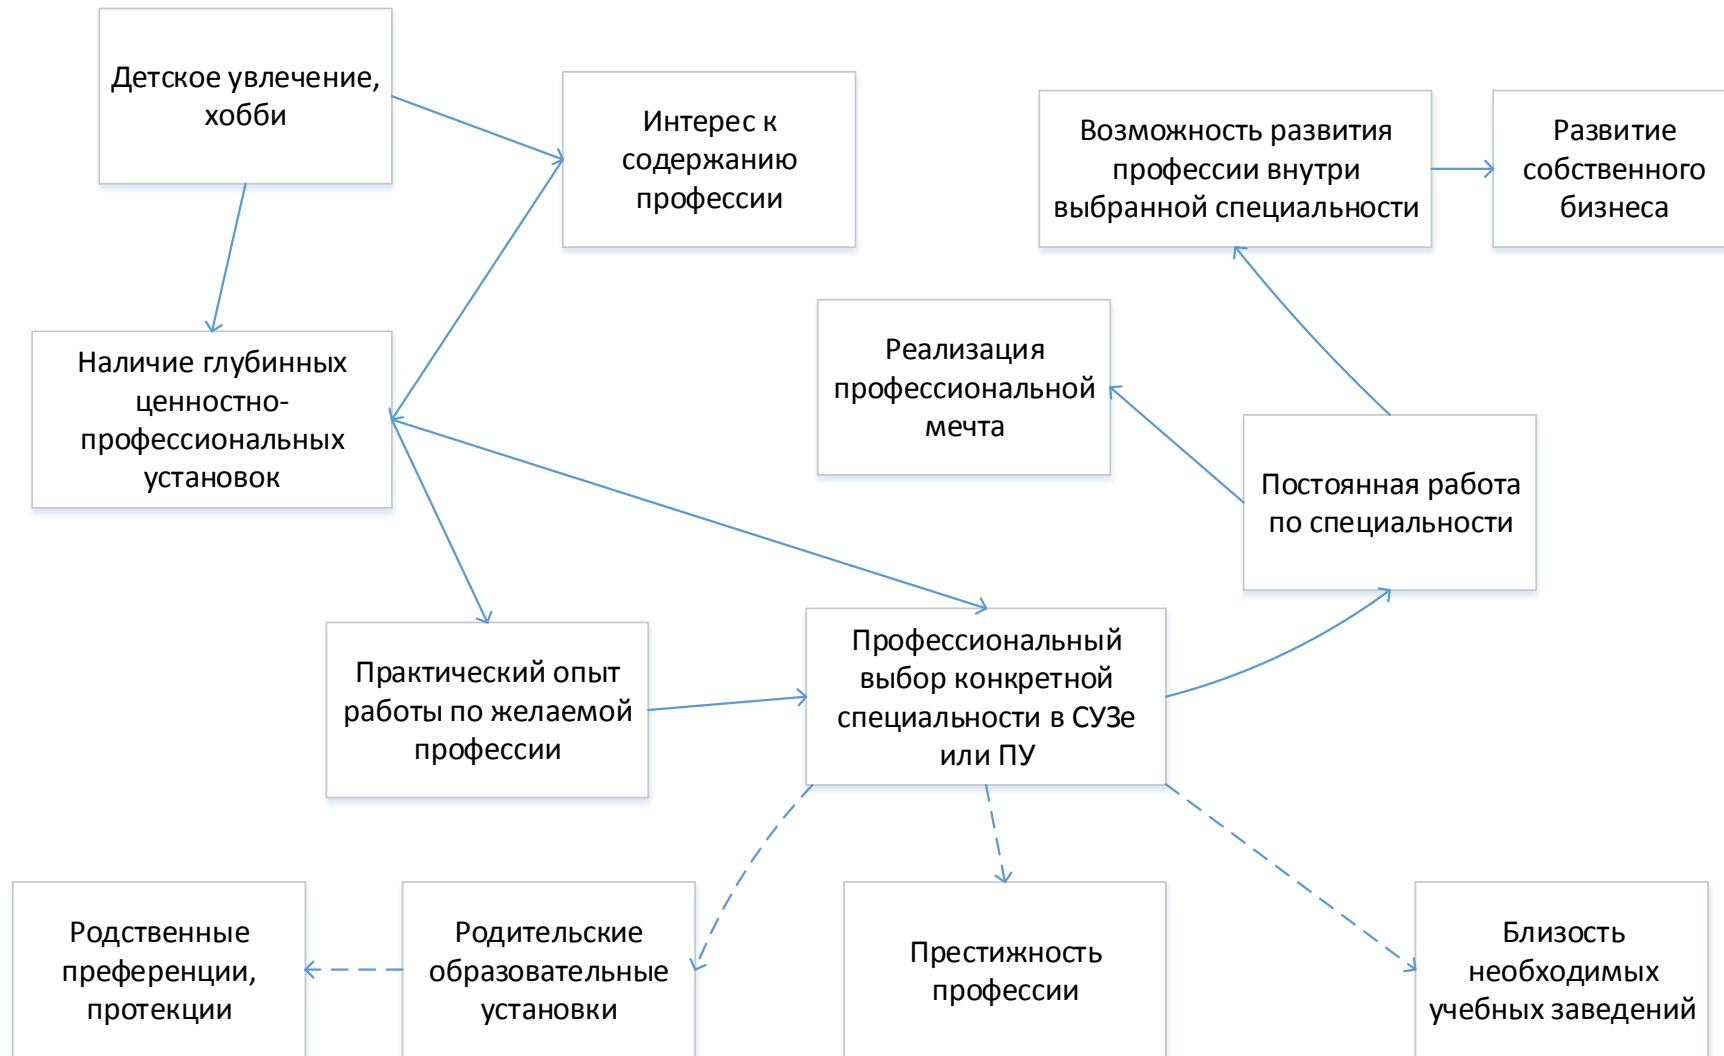 Детское увлечение,
хобби
Интерес к
содержанию
профессии
Возможность развития
профессии внутри
выбранной специальности
Развитие
собственного
бизнеса
Наличие глубинных
ценностно-
профессиональных
установок
Реализация
профессиональной
мечта
Постоянная работа
по специальности
Практический опыт
работы по желаемой
профессии
Профессиональный
выбор конкретной
специальности в СУЗе
или ПУ
Родственные
преференции,
протекции
Родительские
образовательные
установки
Престижность
профессии
Близость
необходимых
учебных заведений